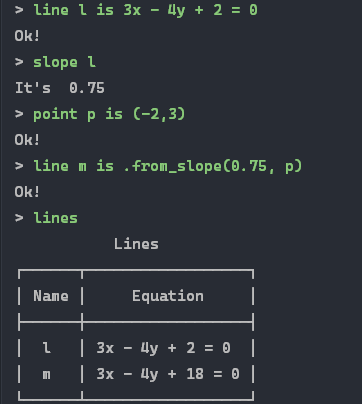 > line l is 3x - 4y + 2 = 0
Ok!
> slope l
It's  0.75
> point p is (-2,3)
Ok!
> line m is .from_slope(0.75, p)
Ok!
> lines
Lines
Name | Equation
l | 3x - 4y + 2 = 0
m | 3x - 4y + 18 = 0